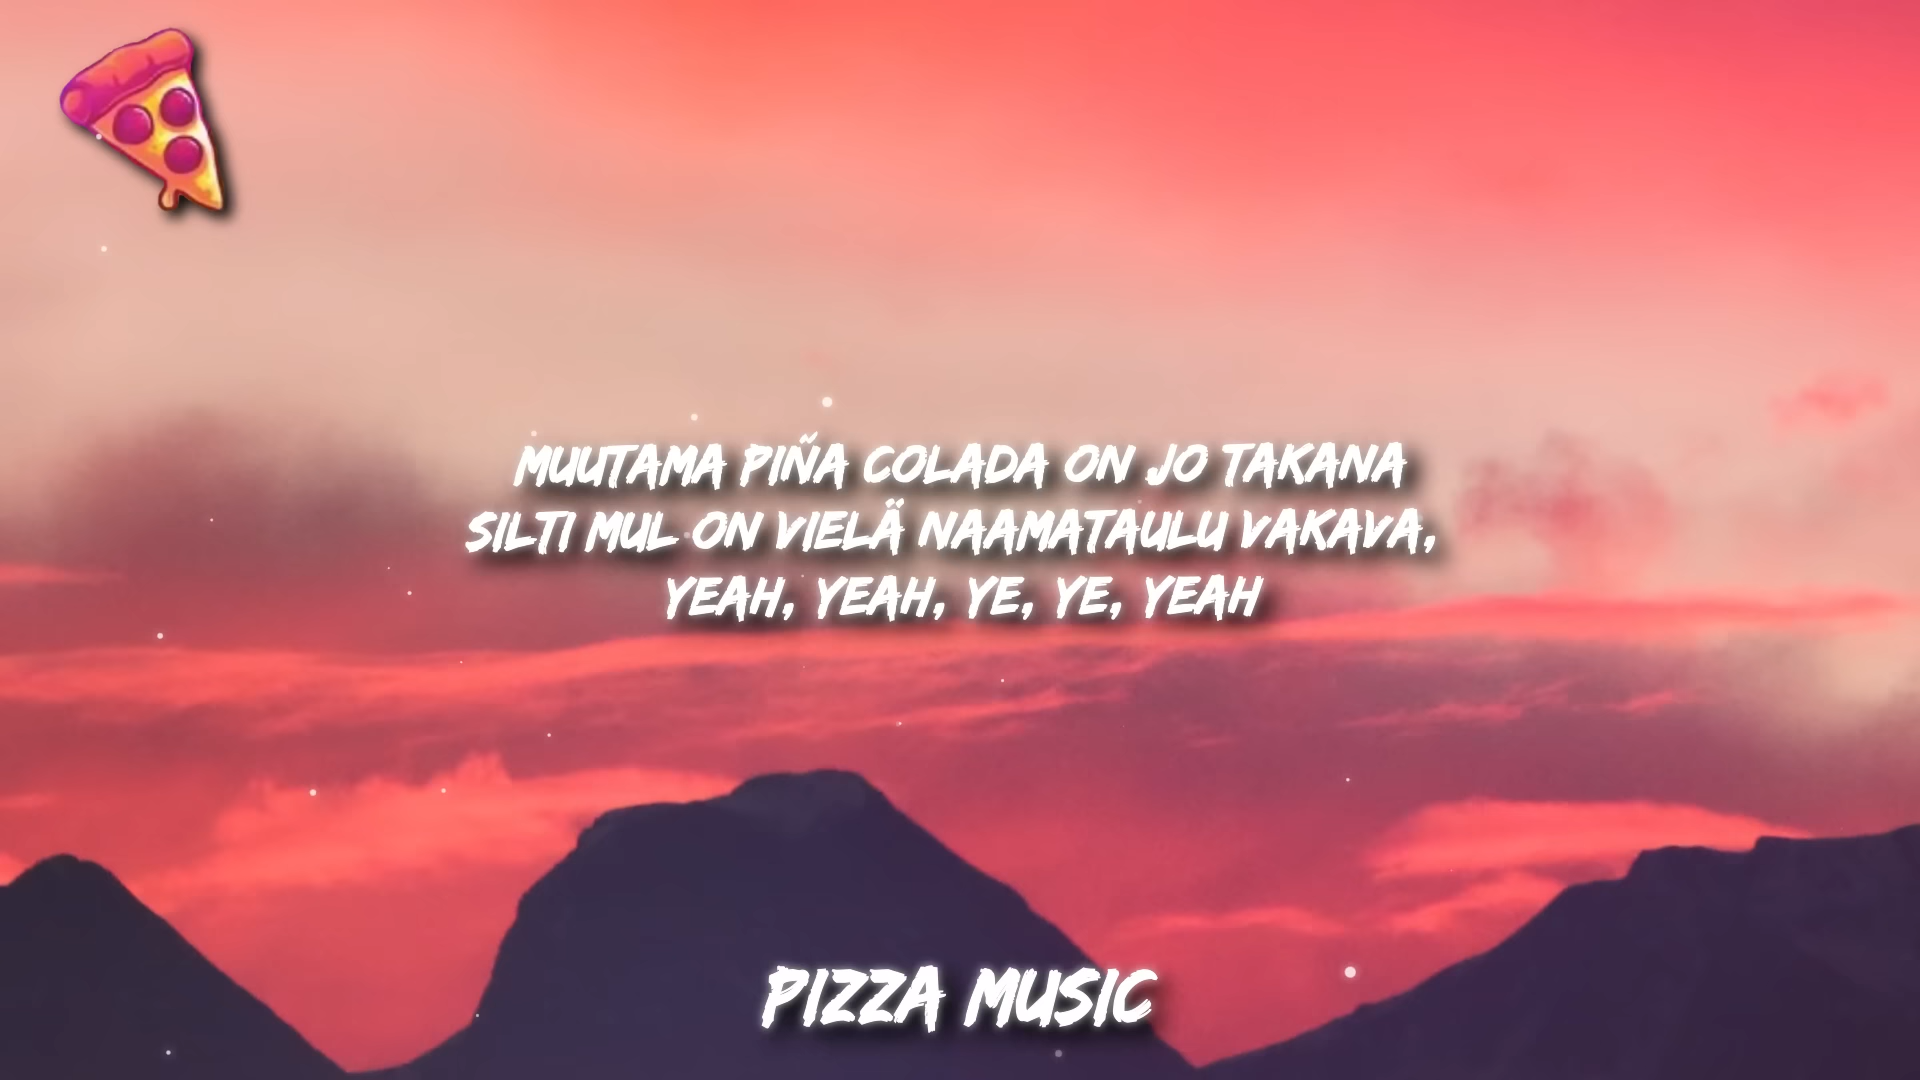 MUUTAMA PIÑA COLADA ON JO TAKANA
SILTI MUL ON VIELÄ NAAMATAULU VAKAVA,
YEAH, YEAH, YE, YE, YEAH
PIZZA MUSIC